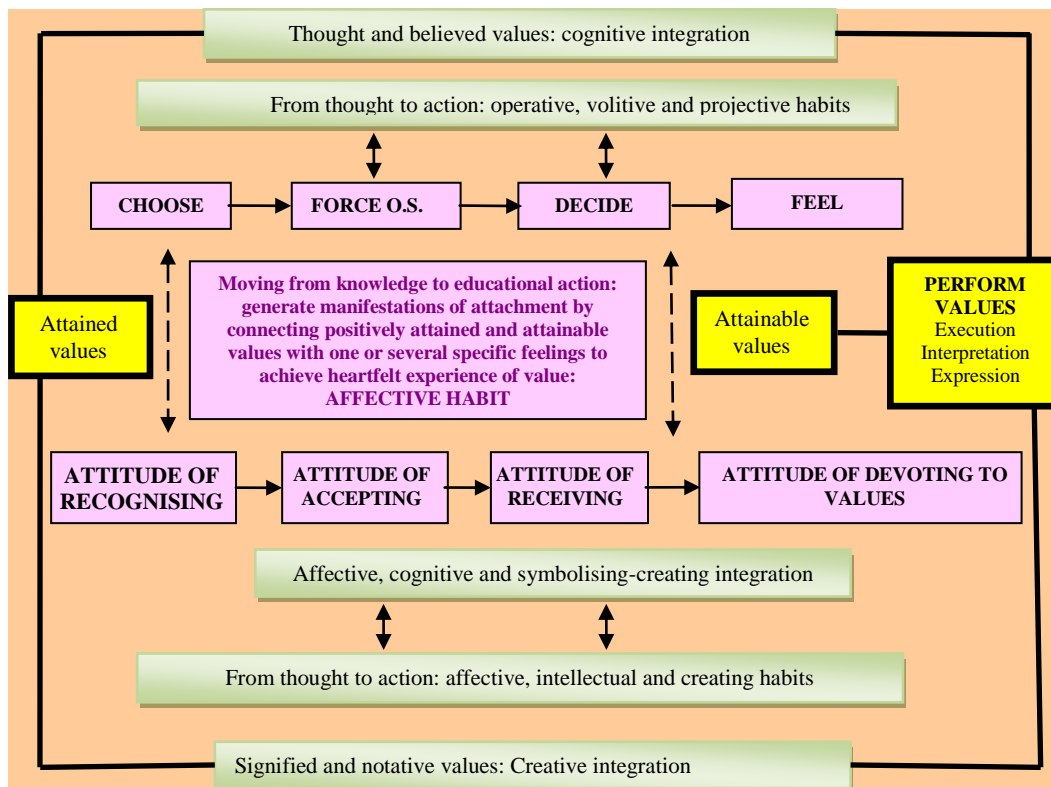 Thought and believed values: cognitive integration
From thought to action: operative, volitive and projective habits
CHOOSE
FORCE O.S.
DECIDE
FEEL
Attained
values
Moving from knowledge to educational action:
generate manifestations of attachment by
connecting positively attained and attainable
values with one or several specific feelings to
achieve heartfelt experience of value:
AFFECTIVE HABIT
Attainable
values
PERFORM
VALUES
Execution
Interpretation
Expression
ATTITUDE OF
RECOGNISING
ATTITUDE OF
ACCEPTING
ATTITUDE OF
RECEIVING
ATTITUDE OF DEVOTING TO
VALUES
Affective, cognitive and symbolising-creating integration
From thought to action: affective, intellectual and creating habits
Signified and notative values: Creative integration